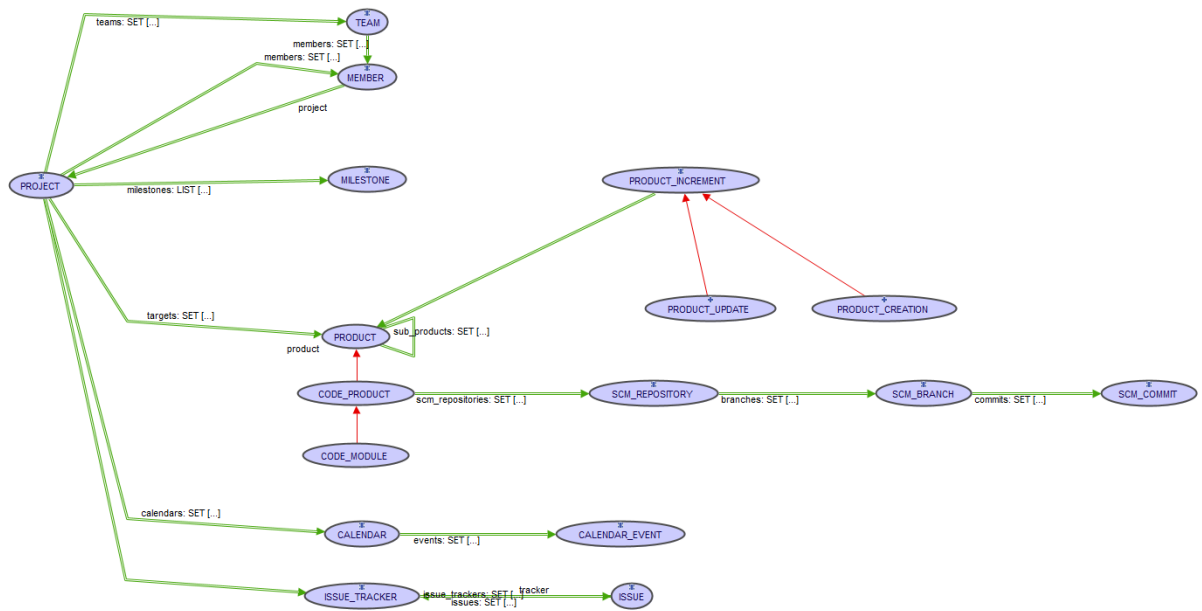 teams: SET [...]
TEAM
members: SET [...]
members: SET [...]
MEMBER
project
PROJECT
milestones: LIST [...]
MILESTONE
PRODUCT_INCREMENT
PRODUCT_UPDATE
PRODUCT_CREATION
targets: SET [...]
PRODUCT
sub_products: SET [...]
product
CODE_PRODUCT
scm_repositories: SET [...]
SCM_REPOSITORY
branches: SET [...]
SCM_BRANCH
commits: SET [...]
SCM_COMMIT
CODE_MODULE
calendars: SET [...]
CALENDAR
events: SET [...]
CALENDAR_EVENT
ISSUE_TRACKER
issue_trackers: SET [...]
tracker
issues: SET [...]
ISSUE